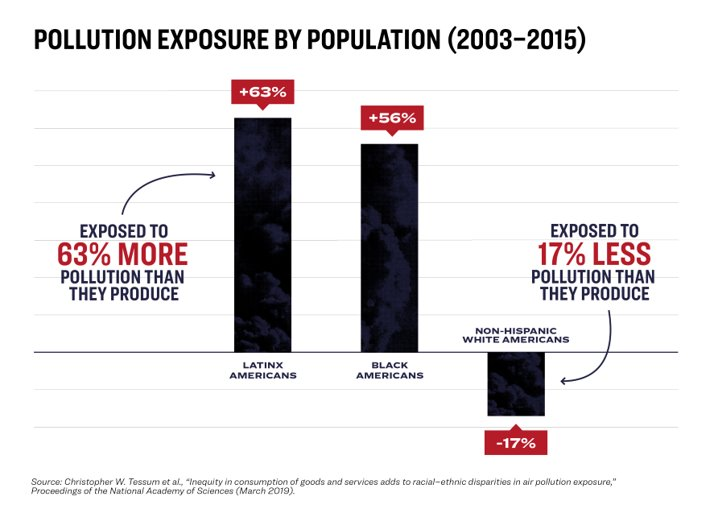 POLLUTION EXPOSURE BY POPULATION (2003–2015)
+63%
+56%
EXPOSED TO
63% MORE
POLLUTION THAN
THEY PRODUCE
EXPOSED TO
17% LESS
POLLUTION THAN
THEY PRODUCE
NON-HISPANIC
WHITE AMERICANS
LATINX
AMERICANS
BLACK
AMERICANS
-17%
Source: Christopher W. Tessum et al., “Inequity in consumption of goods and services adds to racial–ethnic disparities in air pollution exposure,”
Proceedings of the National Academy of Sciences (March 2019).